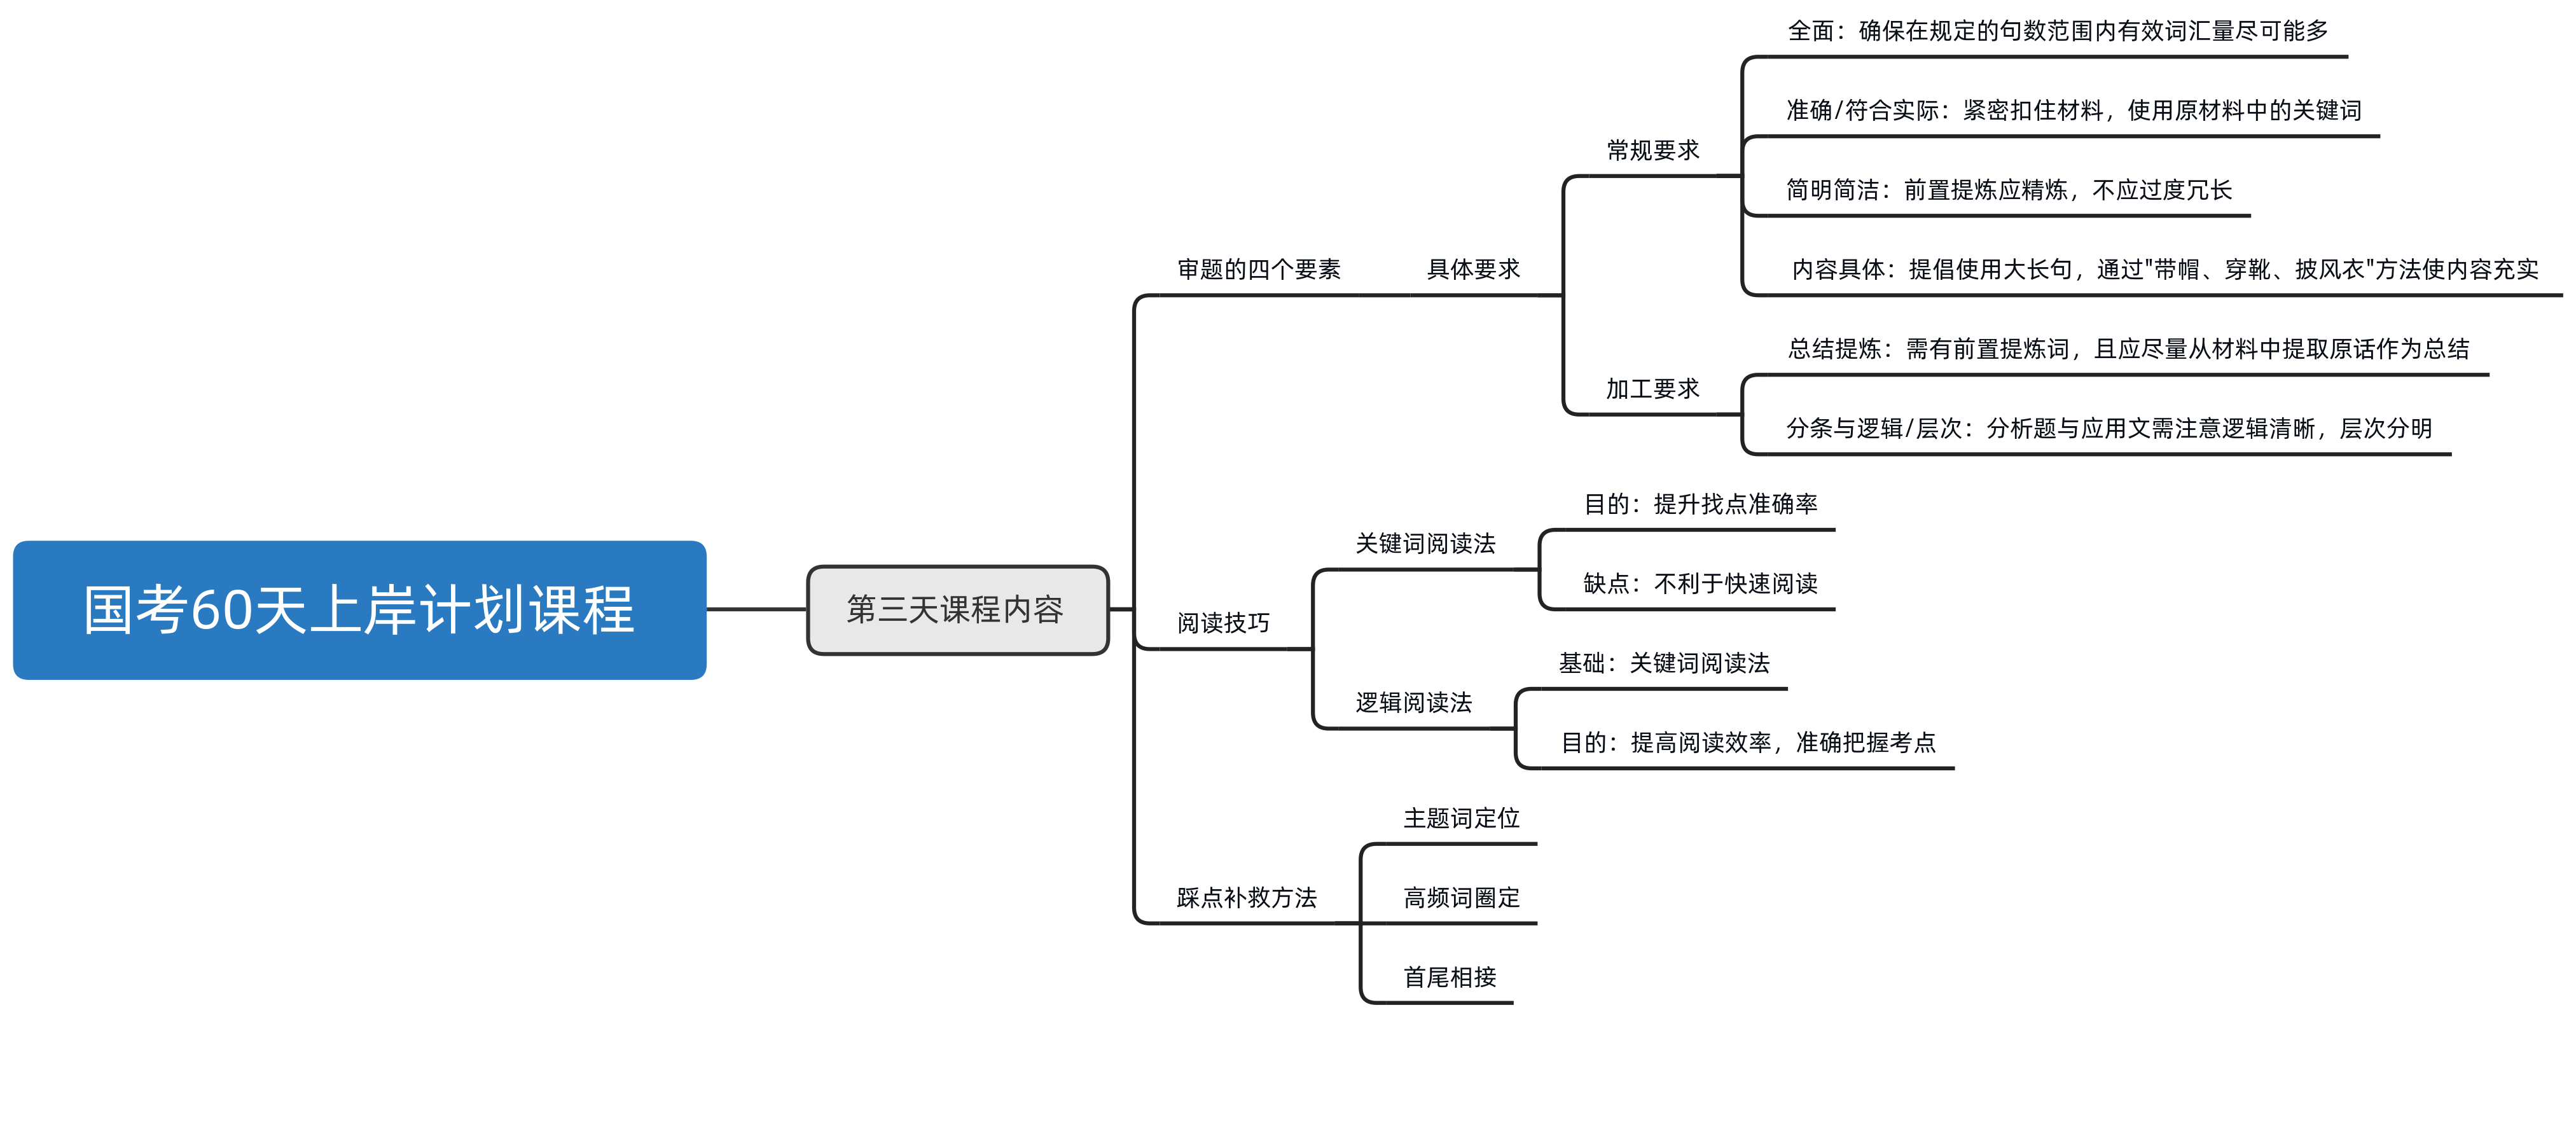 国考60天上岸计划课程
第三天课程内容
审题的四个要素
具体要求
常规要求
全面：确保在规定的句数范围内有效词汇量尽可能多
准确/符合实际：紧密扣住材料，使用原材料中的关键词
简明简洁：前置提炼应精炼，不应过度冗长
内容具体：提倡使用大长句，通过"带帽、穿靴、披风衣"方法使内容充实
加工要求
总结提炼：需有前置提炼词，且应尽量从材料中提取原话作为总结
分条与逻辑/层次：分析题与应用文需注意逻辑清晰，层次分明
阅读技巧
关键词阅读法
目的：提升找点准确率
缺点：不利于快速阅读
逻辑阅读法
基础：关键词阅读法
目的：提高阅读效率，准确把握考点
踩点补救方法
主题词定位
高频词圈定
首尾相接